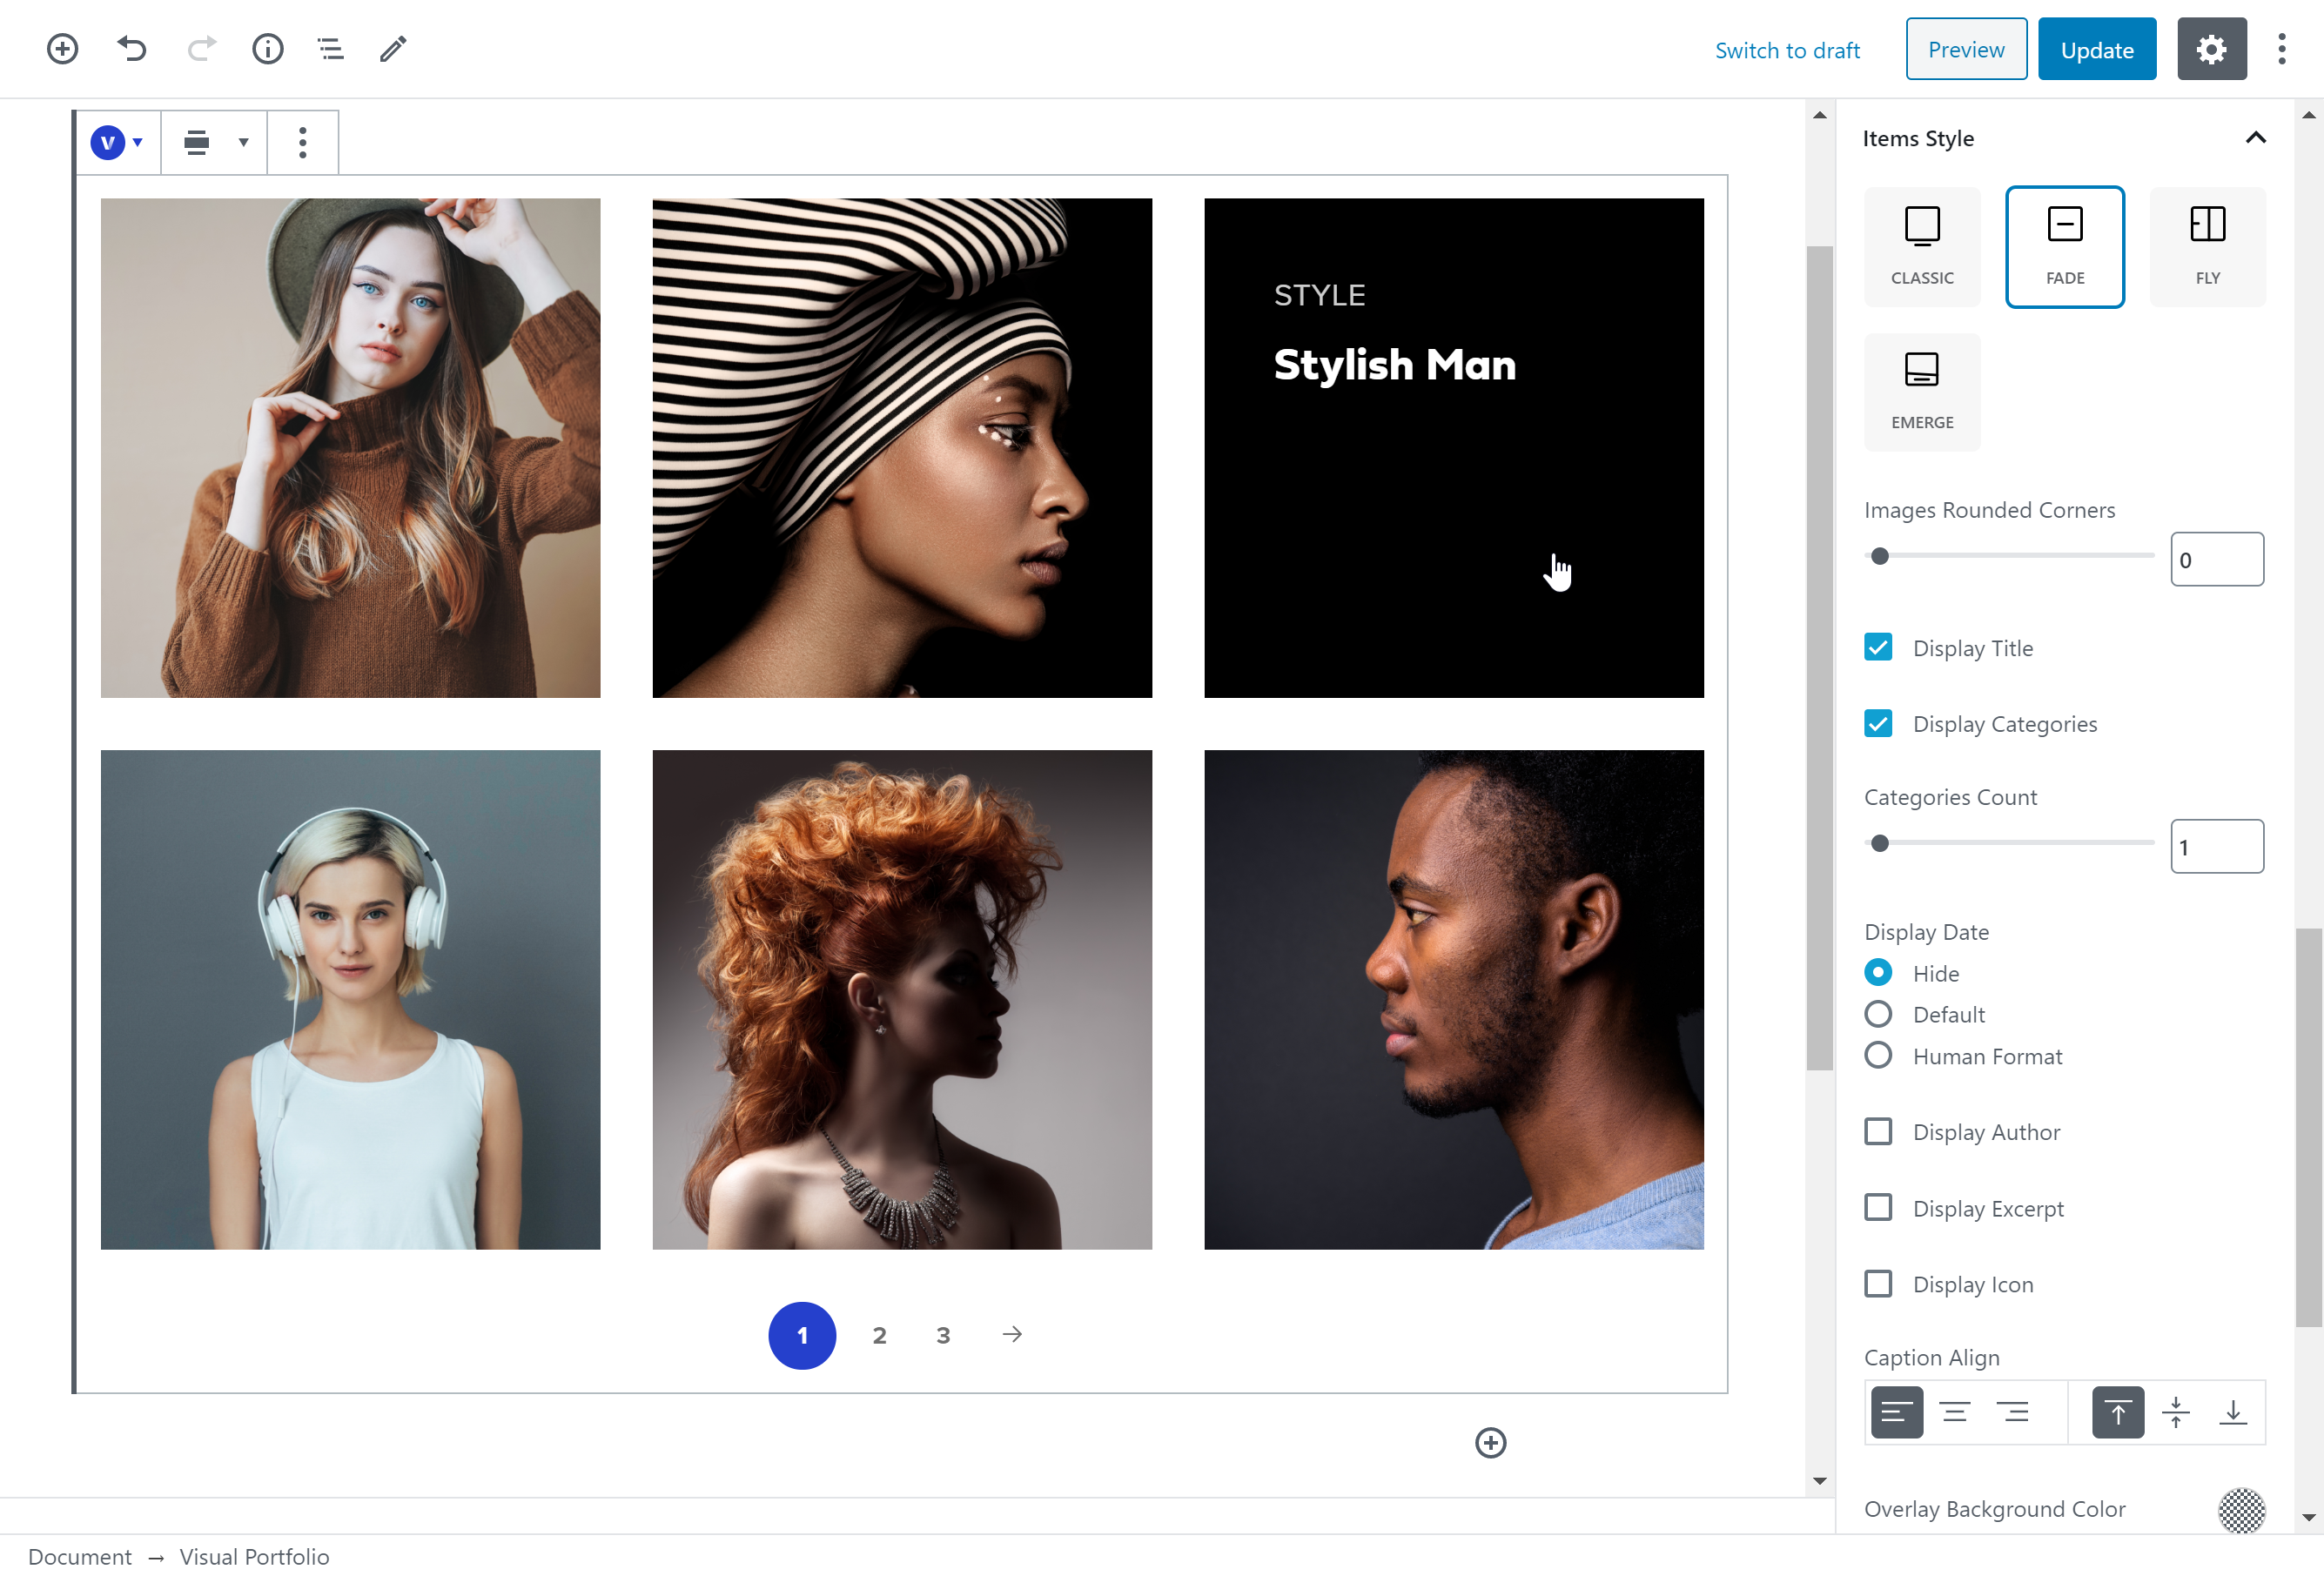 Switch to draft
Preview
Update
V
STYLE
Stylish Man
1 2 3
Items Style
CLASSIC
FADE
FLY
EMERGE
Images Rounded Corners
0
Display Title
Display Categories
Categories Count
1
Display Date
Hide
Default
Human Format
Display Author
Display Excerpt
Display Icon
Caption Align
Overlay Background Color
Document → Visual Portfolio